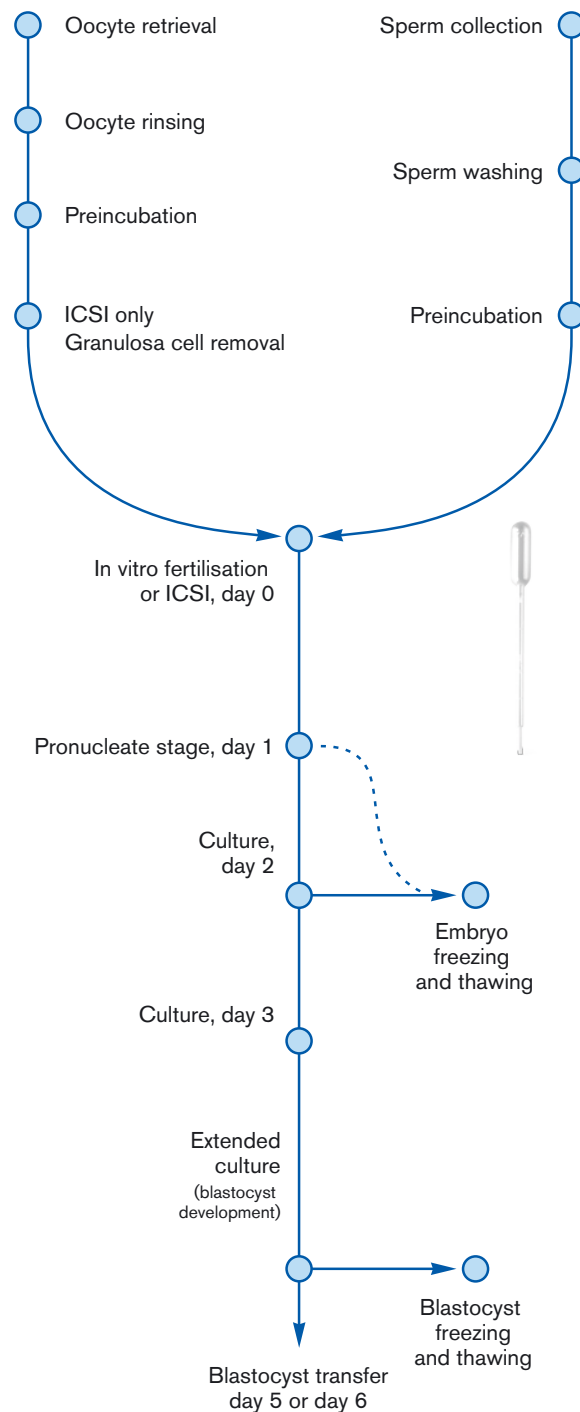 Oocyte retrieval
Sperm collection
Oocyte rinsing
Sperm washing
Preincubation
ICSI only
Granulosa cell removal
Preincubation
In vitro fertilisation
or ICSI, day 0
Pronucleate stage, day 1
Culture,
day 2
Embryo
freezing
and thawing
Culture, day 3
Extended
culture
(blastocyst
development)
Blastocyst
freezing
and thawing
Blastocyst transfer
day 5 or day 6